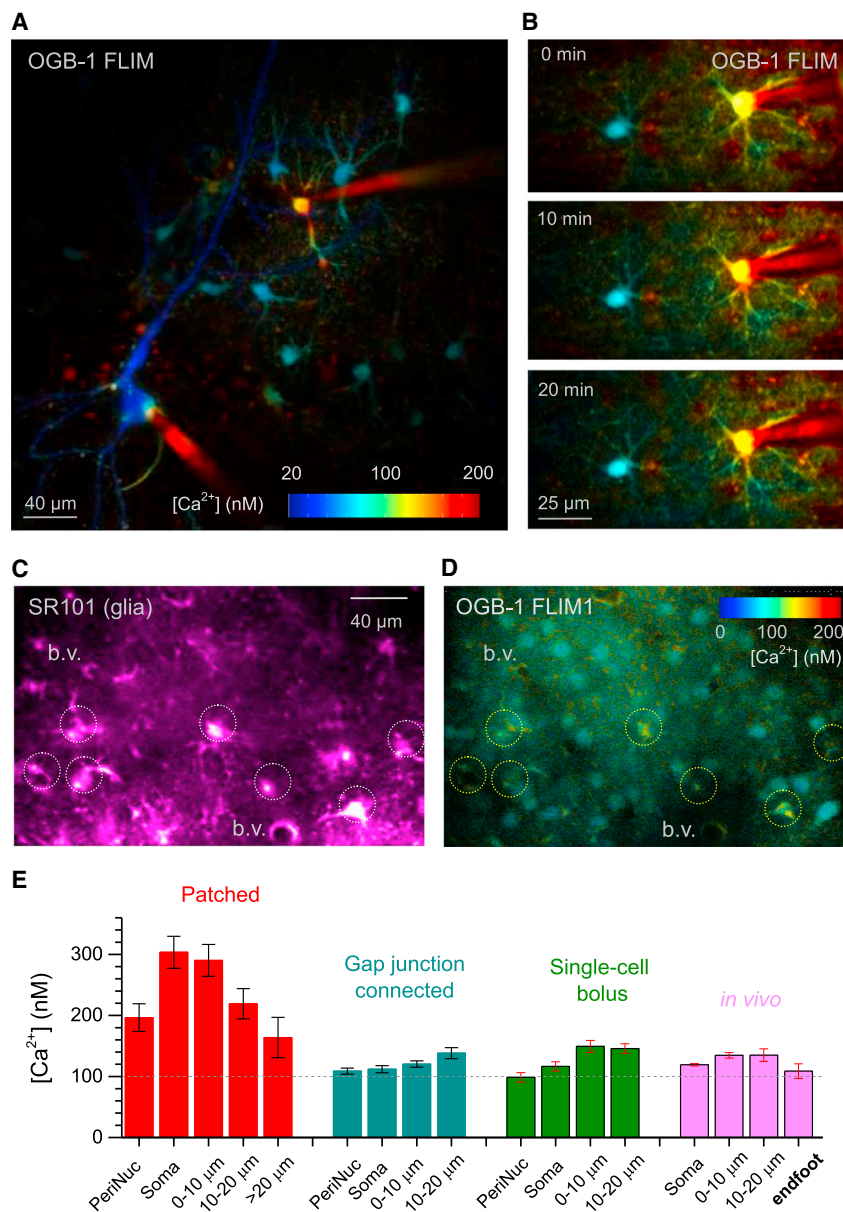 A
OGB-1 FLIM
20 100 200
[Ca²⁺] (nM)
40 μm
B
0 min OGB-1 FLIM
10 min
20 min
25 μm
C
SR101 (glia)
40 μm
b.v.
b.v.
D
OGB-1 FLIM1
0 100 200
[Ca²⁺] (nM)
b.v.
b.v.
E
Patched
Gap junction
connected
Single-cell
bolus
in vivo
[Ca²⁺] (nM)
300
200
100
0
PeriNuc Soma 0-10 μm 10-20 μm >20 μm PeriNuc Soma 0-10 μm 10-20 μm PeriNuc Soma 0-10 μm 10-20 μm Soma 0-10 μm 10-20 μm endfoot